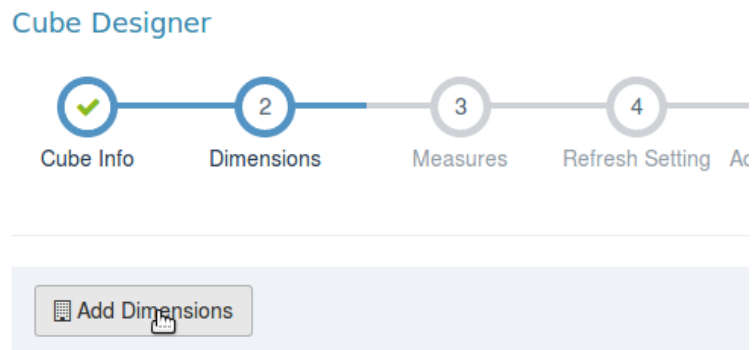 Cube Designer
2 3 4
Cube Info Dimensions Measures Refresh Setting
Add Dimensions